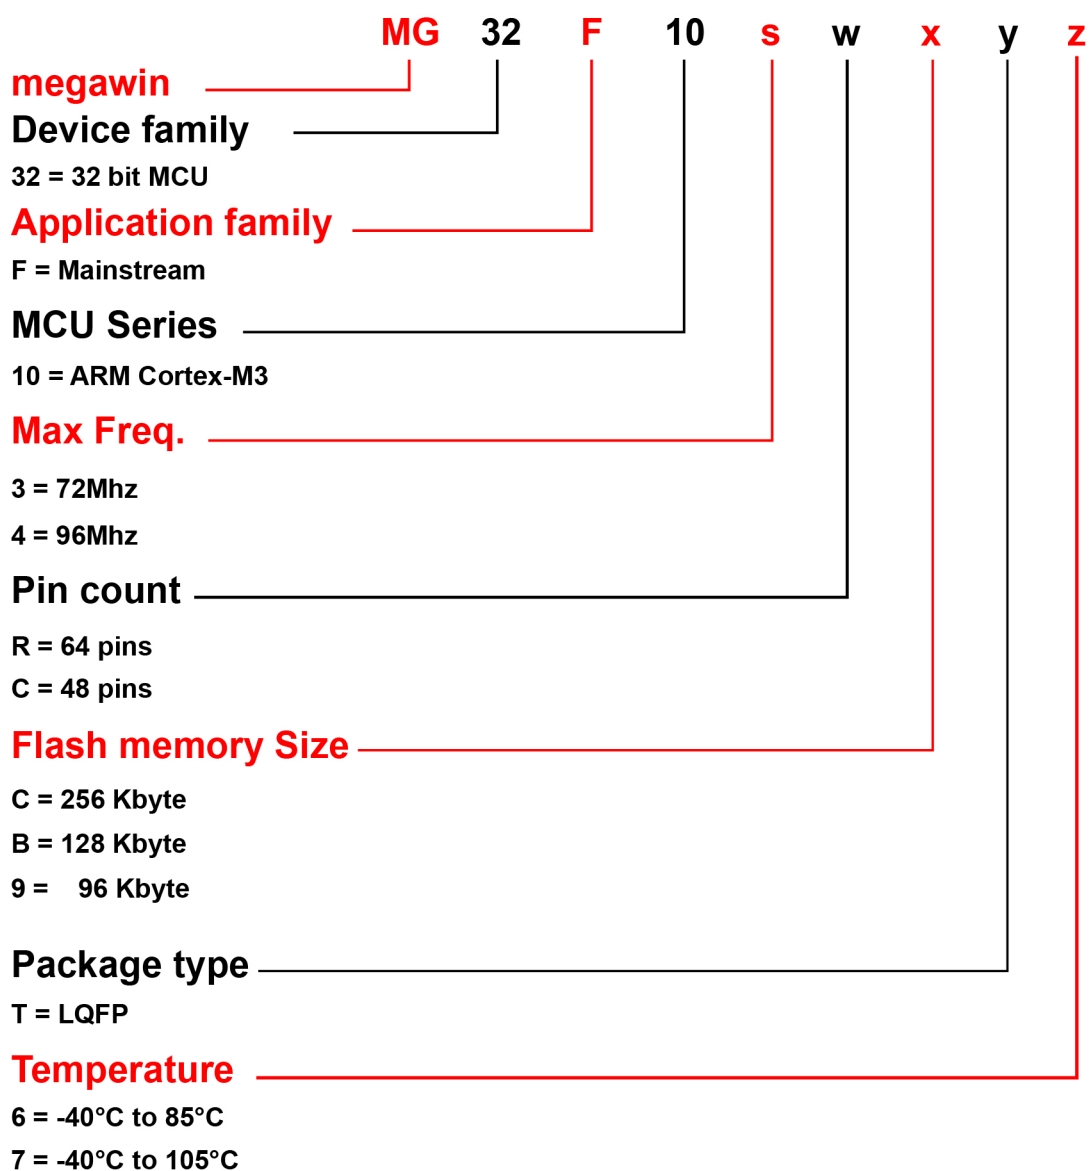 MG 32 F 10 s w x y z
megawin
Device family
32 = 32 bit MCU
Application family
F = Mainstream
MCU Series
10 = ARM Cortex-M3
Max Freq.
3 = 72Mhz
4 = 96Mhz
Pin count
R = 64 pins
C = 48 pins
Flash memory Size
C = 256 Kbyte
B = 128 Kbyte
9 = 96 Kbyte
Package type
T = LQFP
Temperature
6 = -40°C to 85°C
7 = -40°C to 105°C